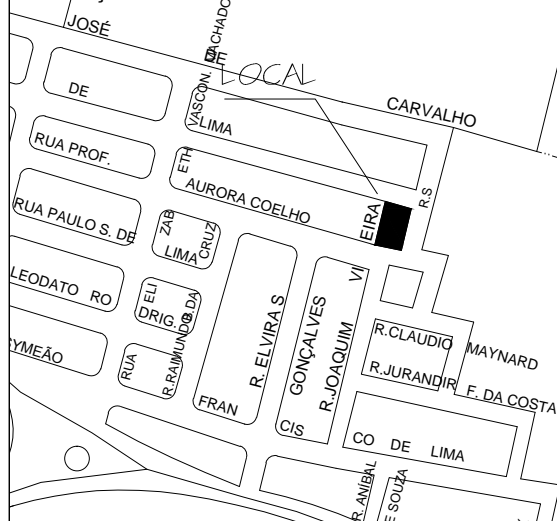 JOSÉ
DE
CARVALHO
MACHADO
VASCON.
LOCAL
DE
LIMA
RUA PROF.
ETH
AURORA COELHO
EIRA
R.S
RUA PAULO S. DE
ZAB
LIMA
CRUZ
LEODATO RO
ELI
DRIG.
B.DA
R.RAIMUNDO
YMEÃO
RUA
R. ELVIRA S
GONÇALVES
R.JOAQUIM
VI
R.CLAUDIO MAYNARD
R.JURANDIR F. DA COSTA
FRAN
CIS
CO DE LIMA
R. ANÍBAL
E SOUZA